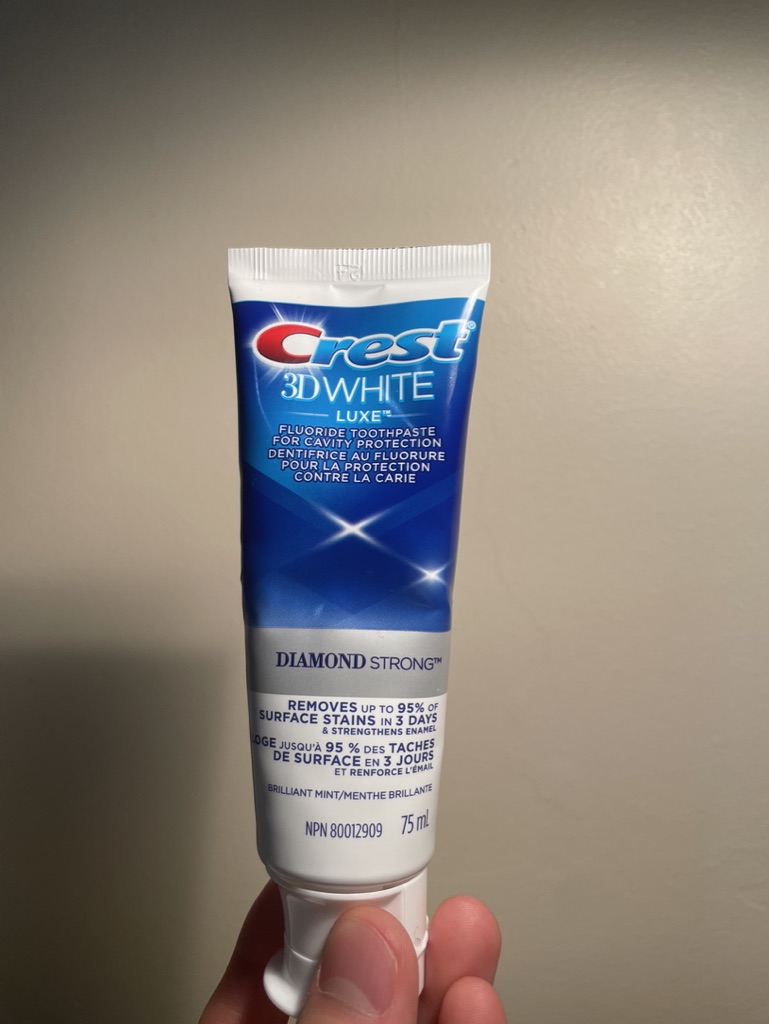 Crest®
3D WHITE
LUXE™
FLUORIDE TOOTHPASTE
FOR CAVITY PROTECTION
DENTIFRICE AU FLUORURE
POUR LA PROTECTION
CONTRE LA CARIE
DIAMOND STRONG™
REMOVES UP TO 95% OF
SURFACE STAINS IN 3 DAYS
& STRENGTHENS ENAMEL
LOGE JUSQU'À 95 % DES TACHES
DE SURFACE EN 3 JOURS
ET RENFORCE L'ÉMAIL
BRILLIANT MINT/MENTHE BRILLANTE
NPN 80012909 75 mL